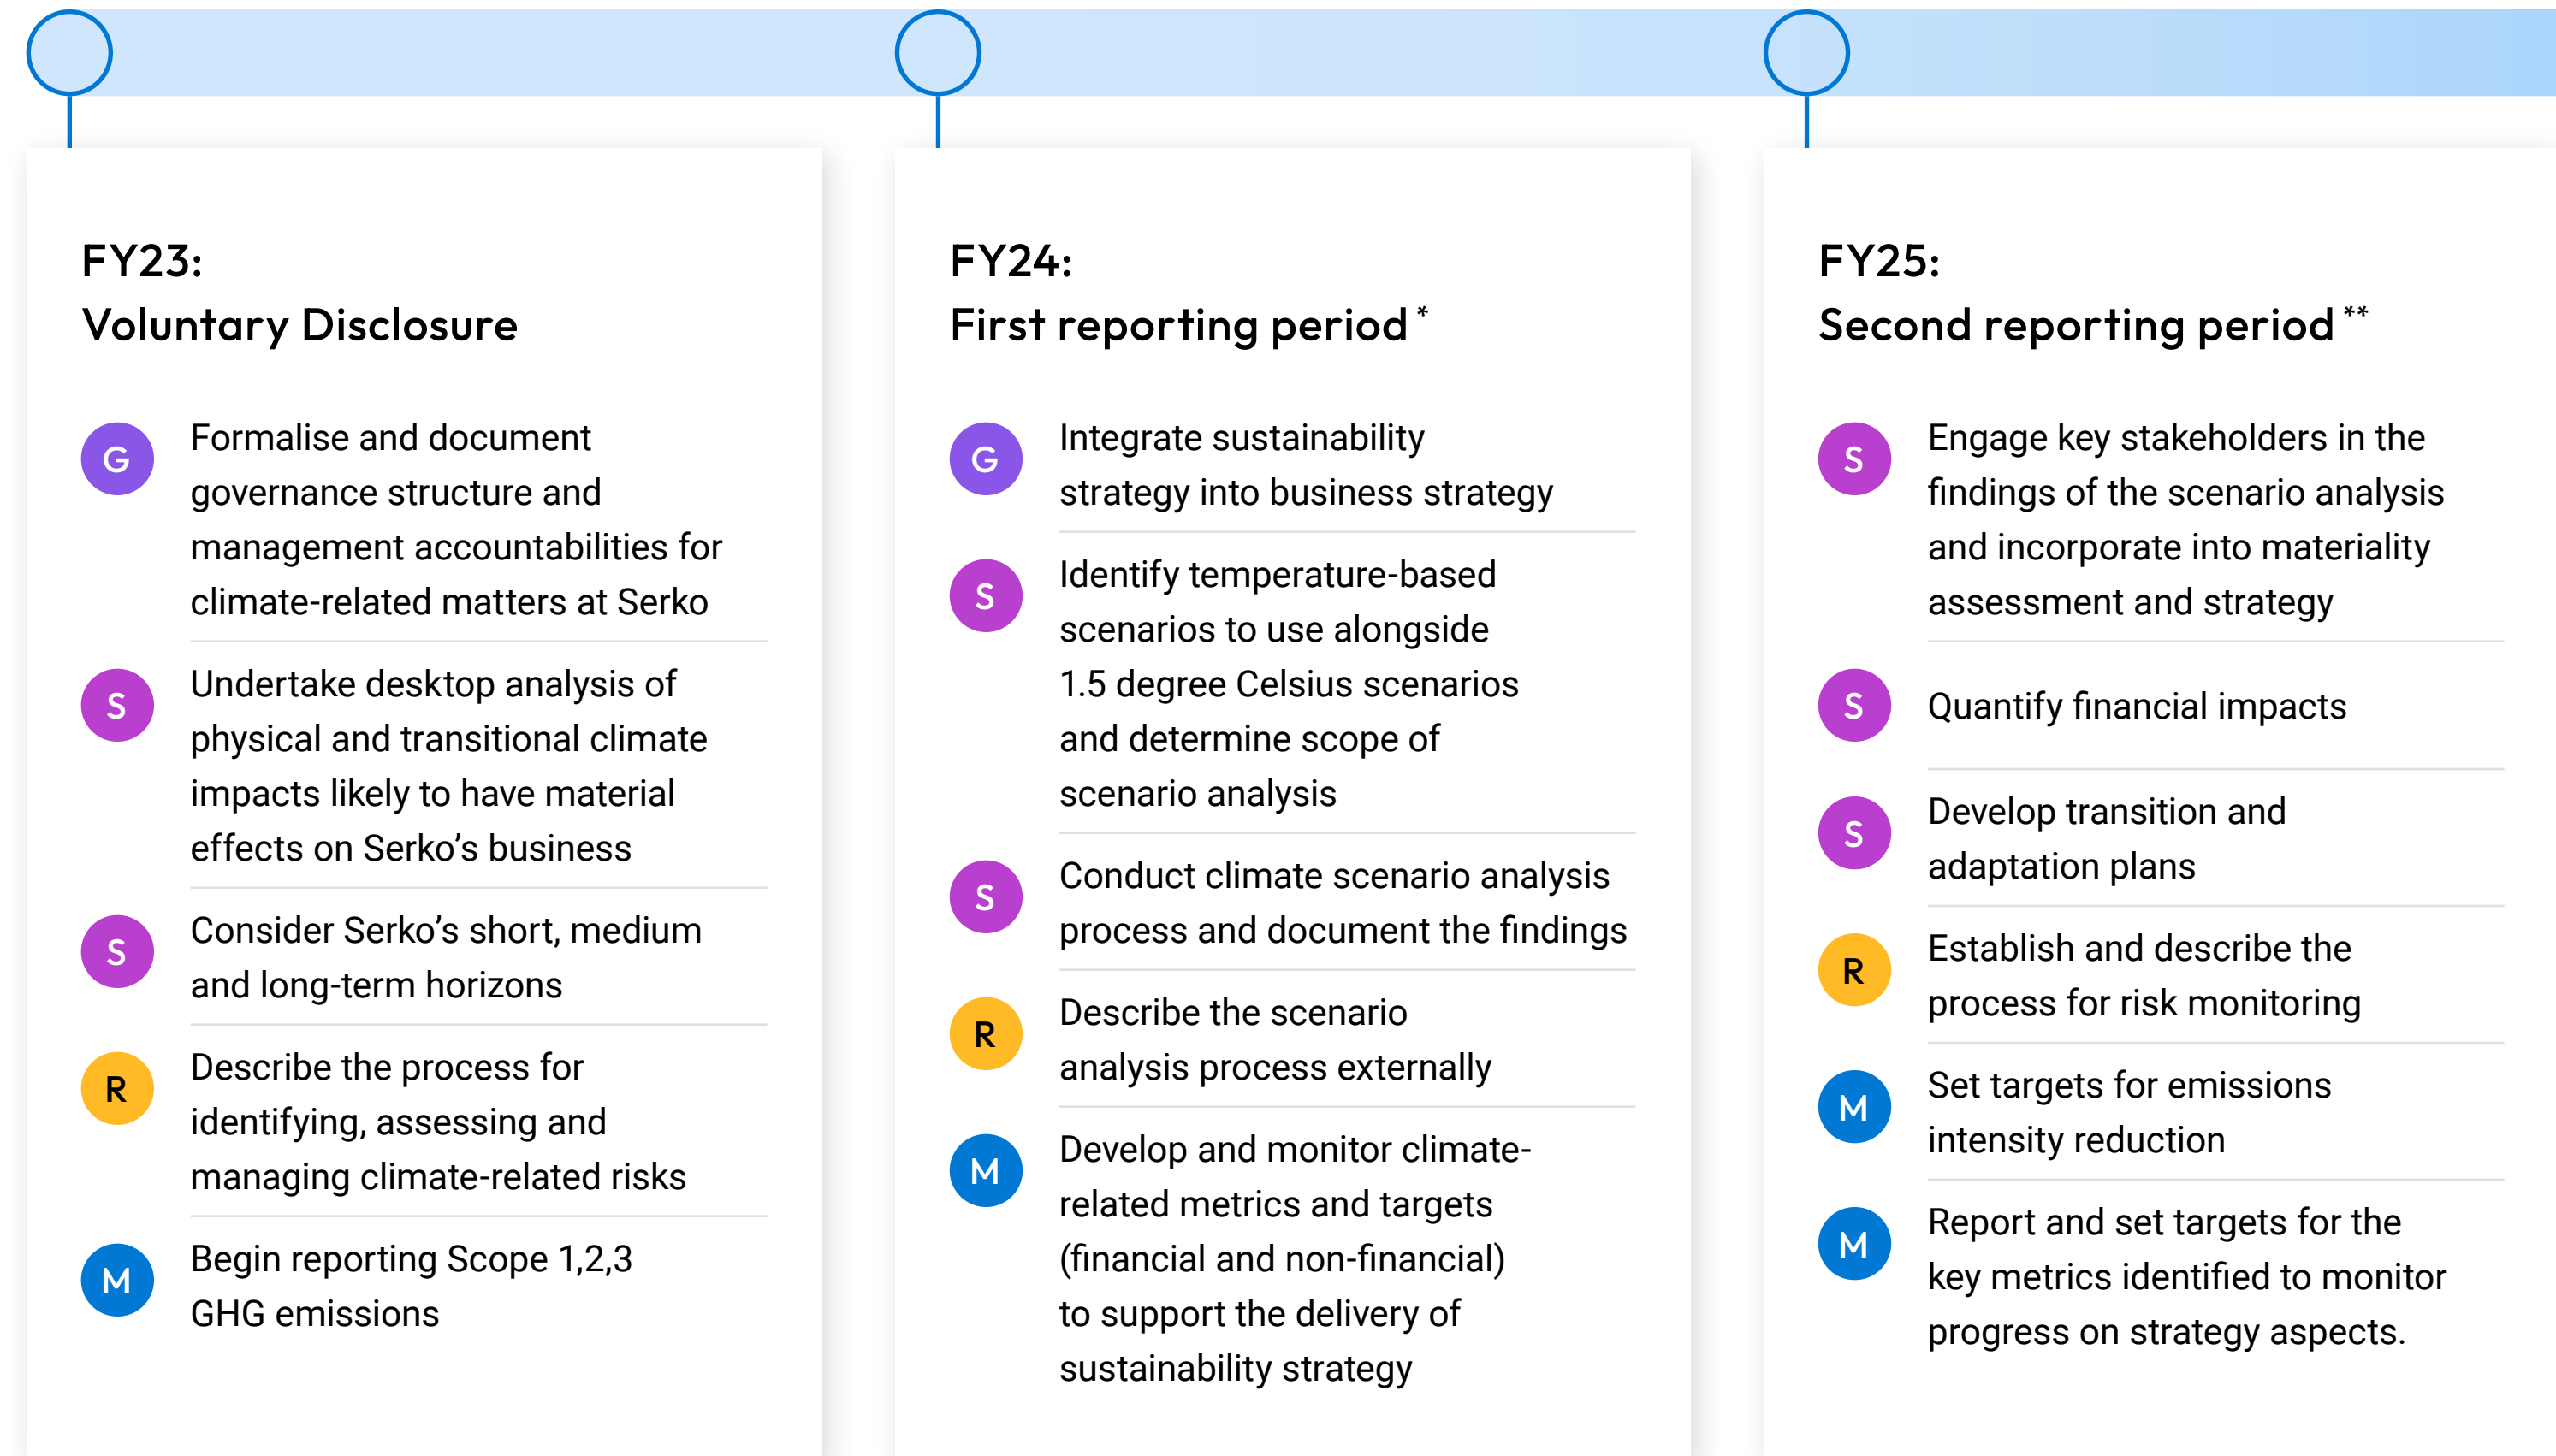 FY23:
Voluntary Disclosure
G
Formalise and document
governance structure and
management accountabilities for
climate-related matters at Serko
S
Undertake desktop analysis of
physical and transitional climate
impacts likely to have material
effects on Serko’s business
S
Consider Serko’s short, medium
and long-term horizons
R
Describe the process for
identifying, assessing and
managing climate-related risks
M
Begin reporting Scope 1,2,3
GHG emissions
FY24:
First reporting period *
G
Integrate sustainability
strategy into business strategy
S
Identify temperature-based
scenarios to use alongside
1.5 degree Celsius scenarios
and determine scope of
scenario analysis
S
Conduct climate scenario analysis
process and document the findings
R
Describe the scenario
analysis process externally
M
Develop and monitor climate-
related metrics and targets
(financial and non-financial)
to support the delivery of
sustainability strategy
FY25:
Second reporting period **
S
Engage key stakeholders in the
findings of the scenario analysis
and incorporate into materiality
assessment and strategy
S
Quantify financial impacts
S
Develop transition and
adaptation plans
R
Establish and describe the
process for risk monitoring
M
Set targets for emissions
intensity reduction
M
Report and set targets for the
key metrics identified to monitor
progress on strategy aspects.